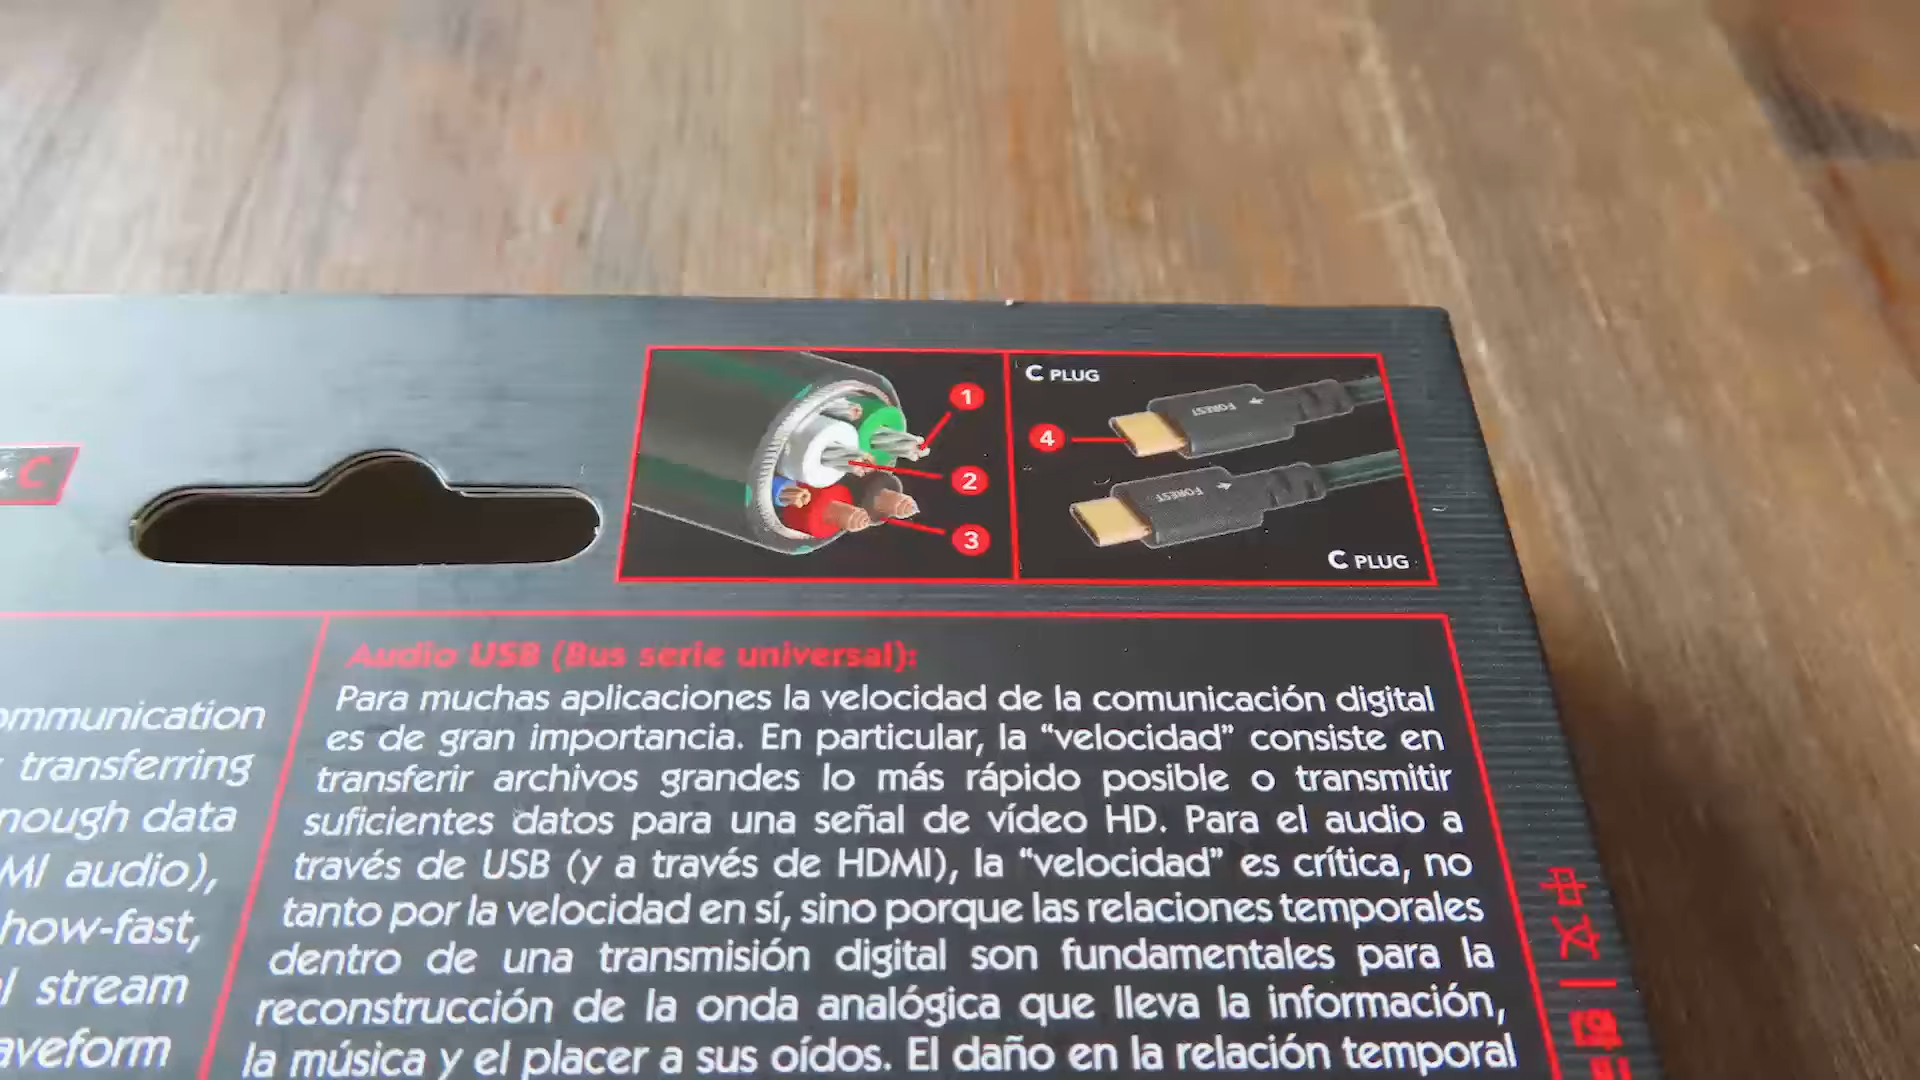 C
1
2
3
C PLUG
4
FOREST
FOREST
C PLUG
ommunication
transferring
nough data
MI audio),
how-fast,
l stream
aveform
Audio USB (Bus serie universal):
Para muchas aplicaciones la velocidad de la comunicación digital
es de gran importancia. En particular, la “velocidad” consiste en
transferir archivos grandes lo más rápido posible o transmitir
suficientes datos para una señal de vídeo HD. Para el audio a
través de USB (y a través de HDMI), la “velocidad” es crítica, no
tanto por la velocidad en sí, sino porque las relaciones temporales
dentro de una transmisión digital son fundamentales para la
reconstrucción de la onda analógica que lleva la información,
la música y el placer a sus oídos. El daño en la relación temporal
中文 |